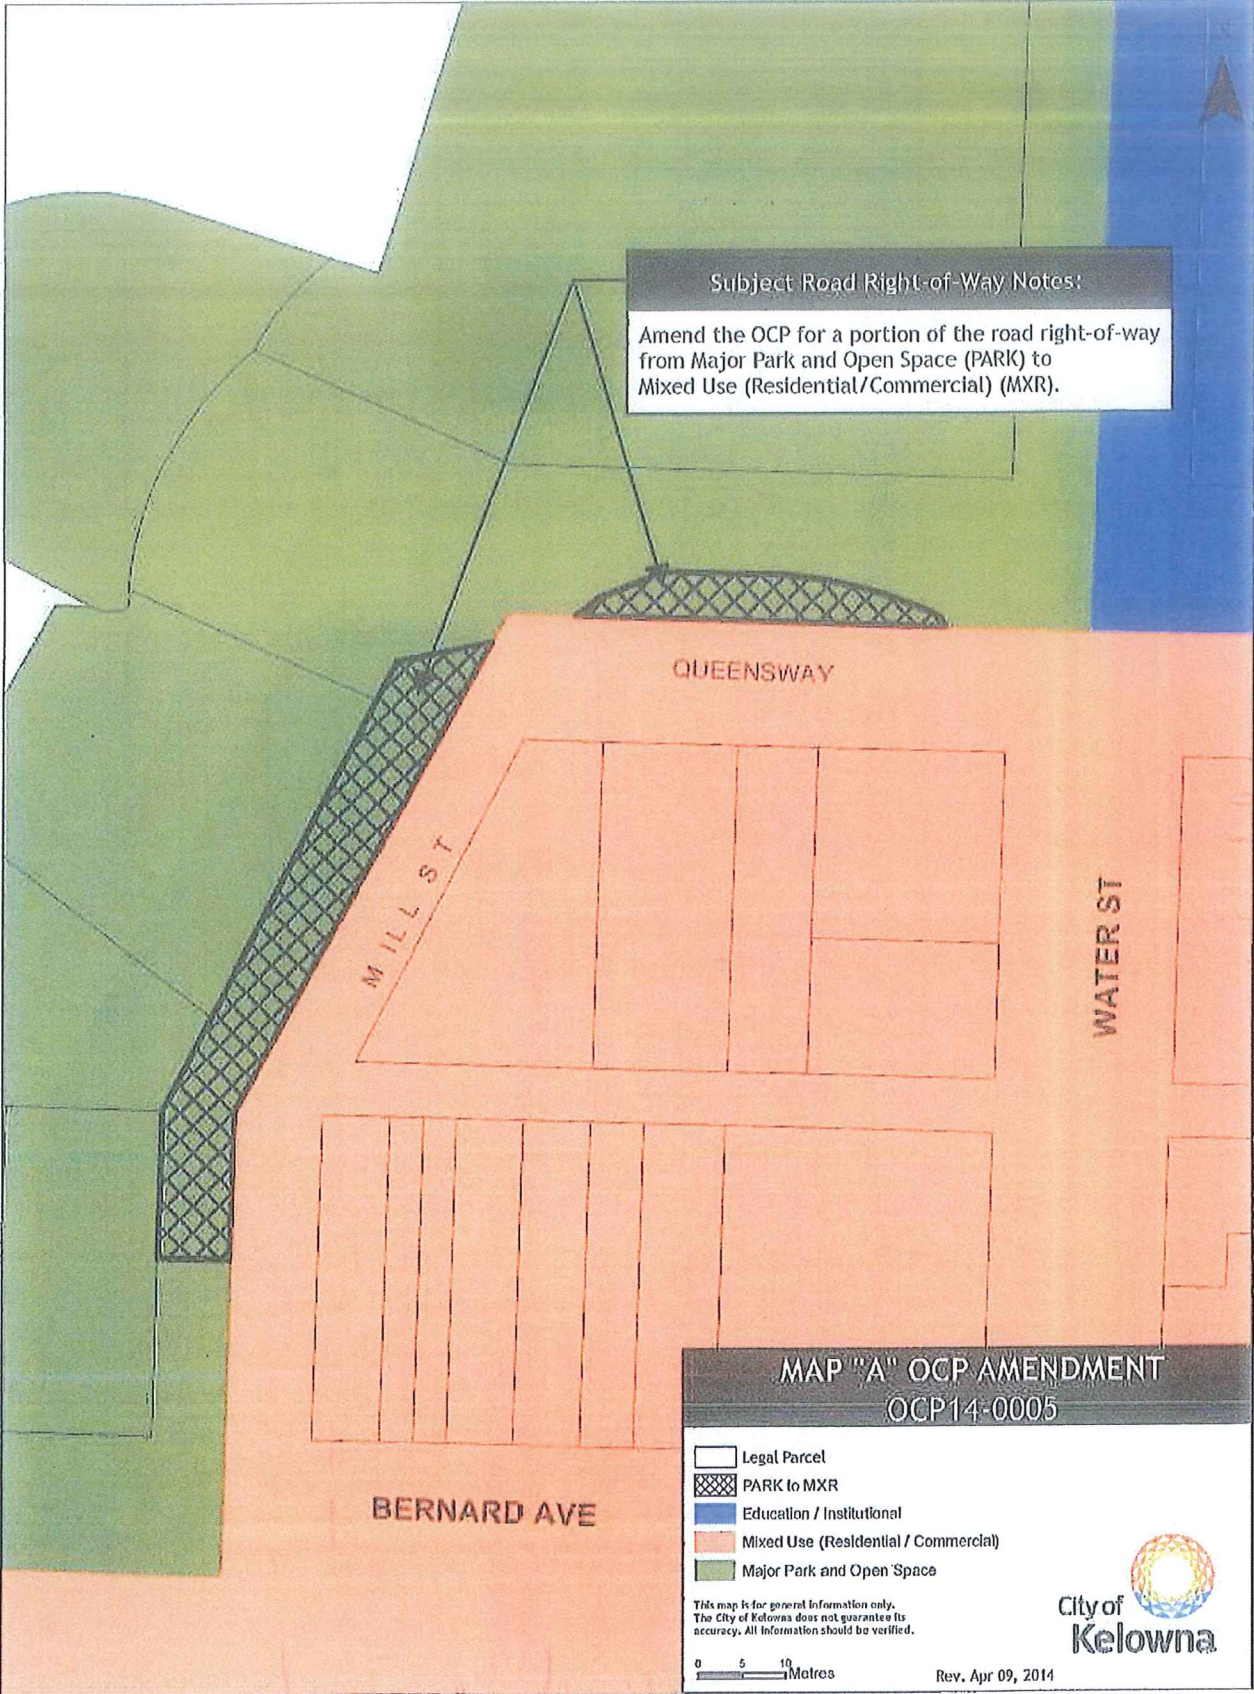 Subject Road Right-of-Way Notes:
Amend the OCP for a portion of the road right-of-way
from Major Park and Open Space (PARK) to
Mixed Use (Residential/Commercial) (MXR).
QUEENSWAY
MILL ST
WATER ST
BERNARD AVE
MAP "A" OCP AMENDMENT
OCP14-0005
Legal Parcel
PARK to MXR
Education / Institutional
Mixed Use (Residential / Commercial)
Major Park and Open Space
This map is for general information only.
The City of Kelowna does not guarantee its
accuracy. All information should be verified.
0 5 10
Metres
City of
Kelowna
Rev. Apr 09, 2014